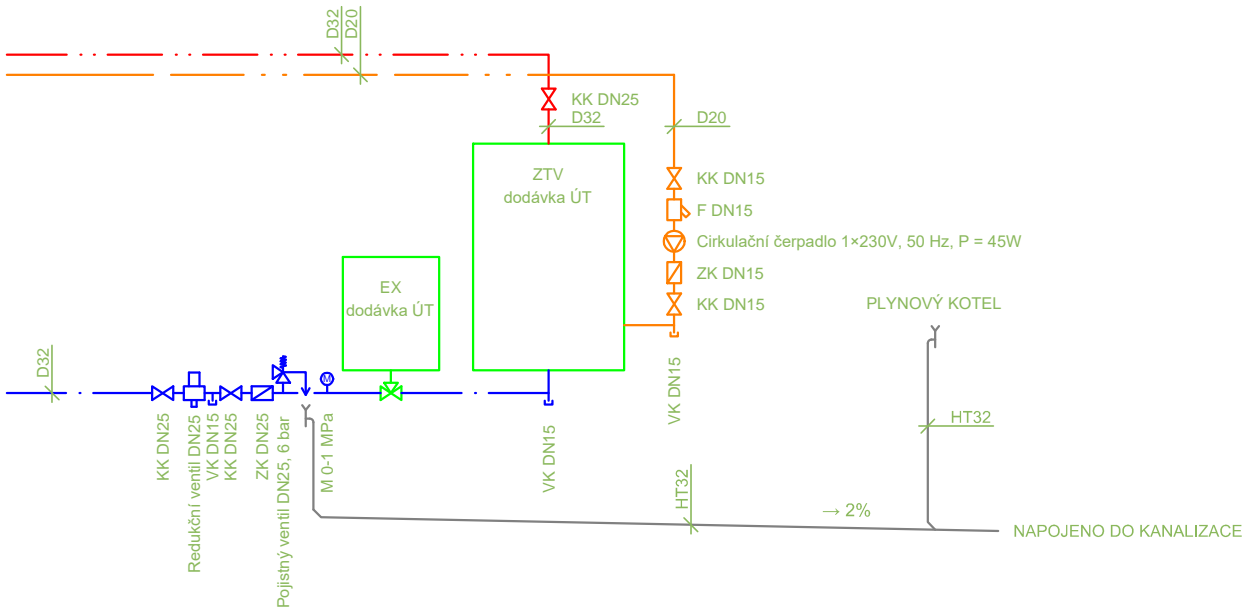 D32
D20
KK DN25
D32
D20
ZTV
dodávka ÚT
KK DN15
F DN15
Cirkulační čerpadlo 1×230V, 50 Hz, P = 45W
ZK DN15
KK DN15
EX
dodávka ÚT
PLYNOVÝ KOTEL
D32
M
VK DN15
KK DN25
Redukční ventil DN25
VK DN15
KK DN25
ZK DN25
Pojistný ventil DN25, 6 bar
M 0-1 MPa
VK DN15
HT32
HT32
→ 2%
NAPOJENO DO KANALIZACE